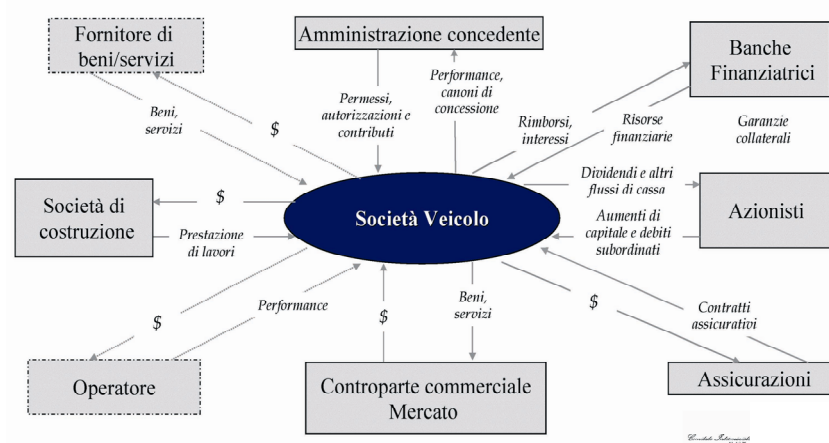 Fornitore di
beni/servizi
Amministrazione concedente
Banche
Finanziatrici
Beni,
servizi
$
Permessi,
autorizzazioni e
contributi
Performance,
canoni di
concessione
Rimborsi,
interessi
Risorse
finanziarie
Garanzie
collaterali
Società di
costruzione
$
Prestazione
di lavori
Società Veicolo
Dividendi e altri
flussi di cassa
Aumenti di
capitale e debiti
subordinati
Azionisti
$
Performance
$
Beni,
servizi
$
Contratti
assicurativi
Operatore
Controparte commerciale
Mercato
Assicurazioni